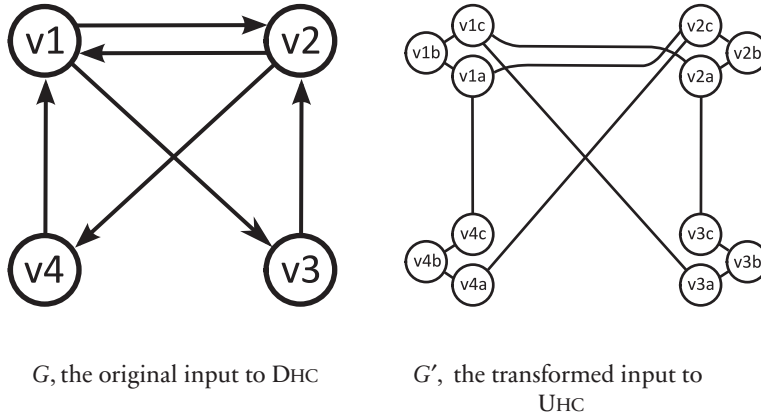 v1
v2
v4
v3
v1c
v1b
v1a
v2c
v2b
v2a
v4c
v4b
v4a
v3c
v3b
v3a
G, the original input to DHC
G′, the transformed input to
UHC